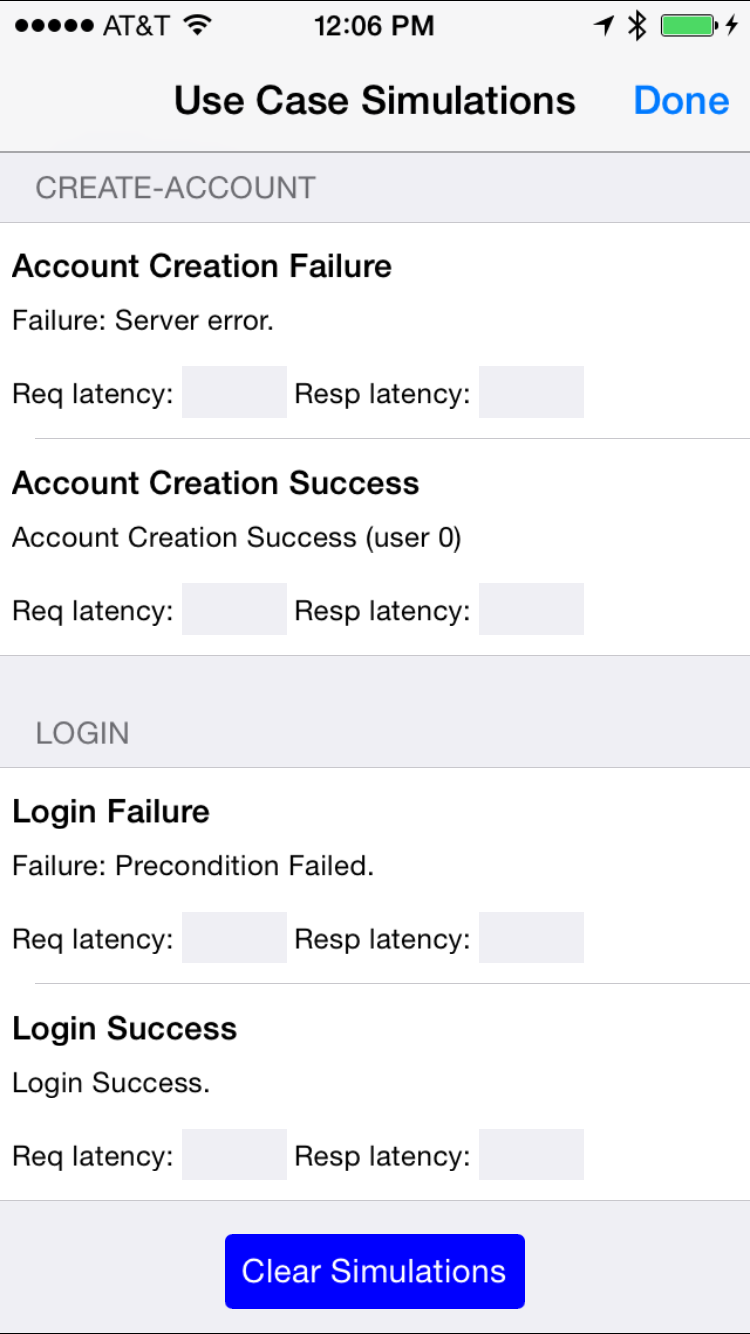 AT&T 12:06 PM
Use Case Simulations Done
CREATE-ACCOUNT
Account Creation Failure
Failure: Server error.
Req latency: Resp latency:
Account Creation Success
Account Creation Success (user 0)
Req latency: Resp latency:
LOGIN
Login Failure
Failure: Precondition Failed.
Req latency: Resp latency:
Login Success
Login Success.
Req latency: Resp latency:
Clear Simulations